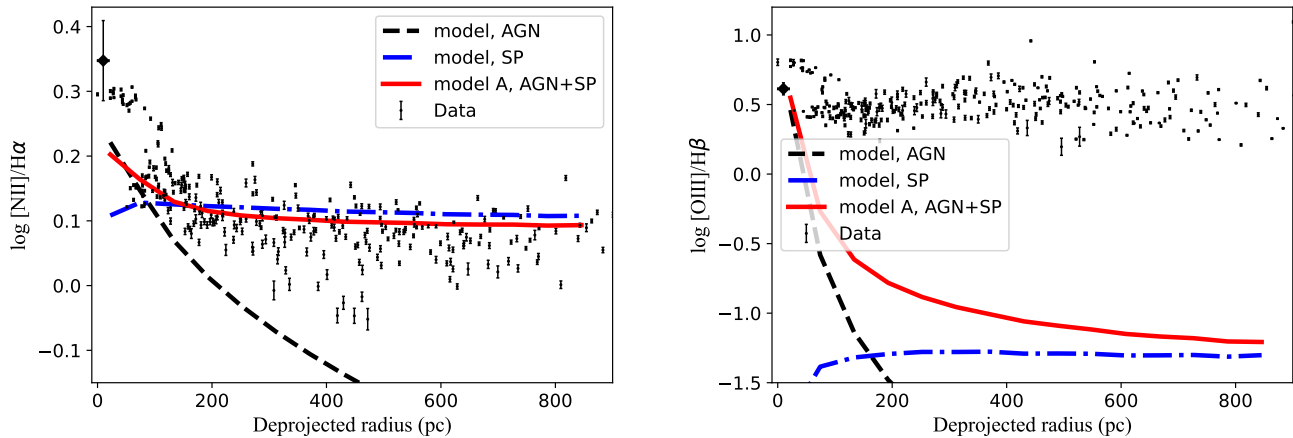 log [NII]/Hα
0.4
0.3
0.2
0.1
0.0
−0.1
model, AGN
model, SP
model A, AGN+SP
Data
0 200 400 600 800
Deprojected radius (pc)
log [OIII]/Hβ
1.0
0.5
0.0
−0.5
−1.0
−1.5
model, AGN
model, SP
model A, AGN+SP
Data
0 200 400 600 800
Deprojected radius (pc)